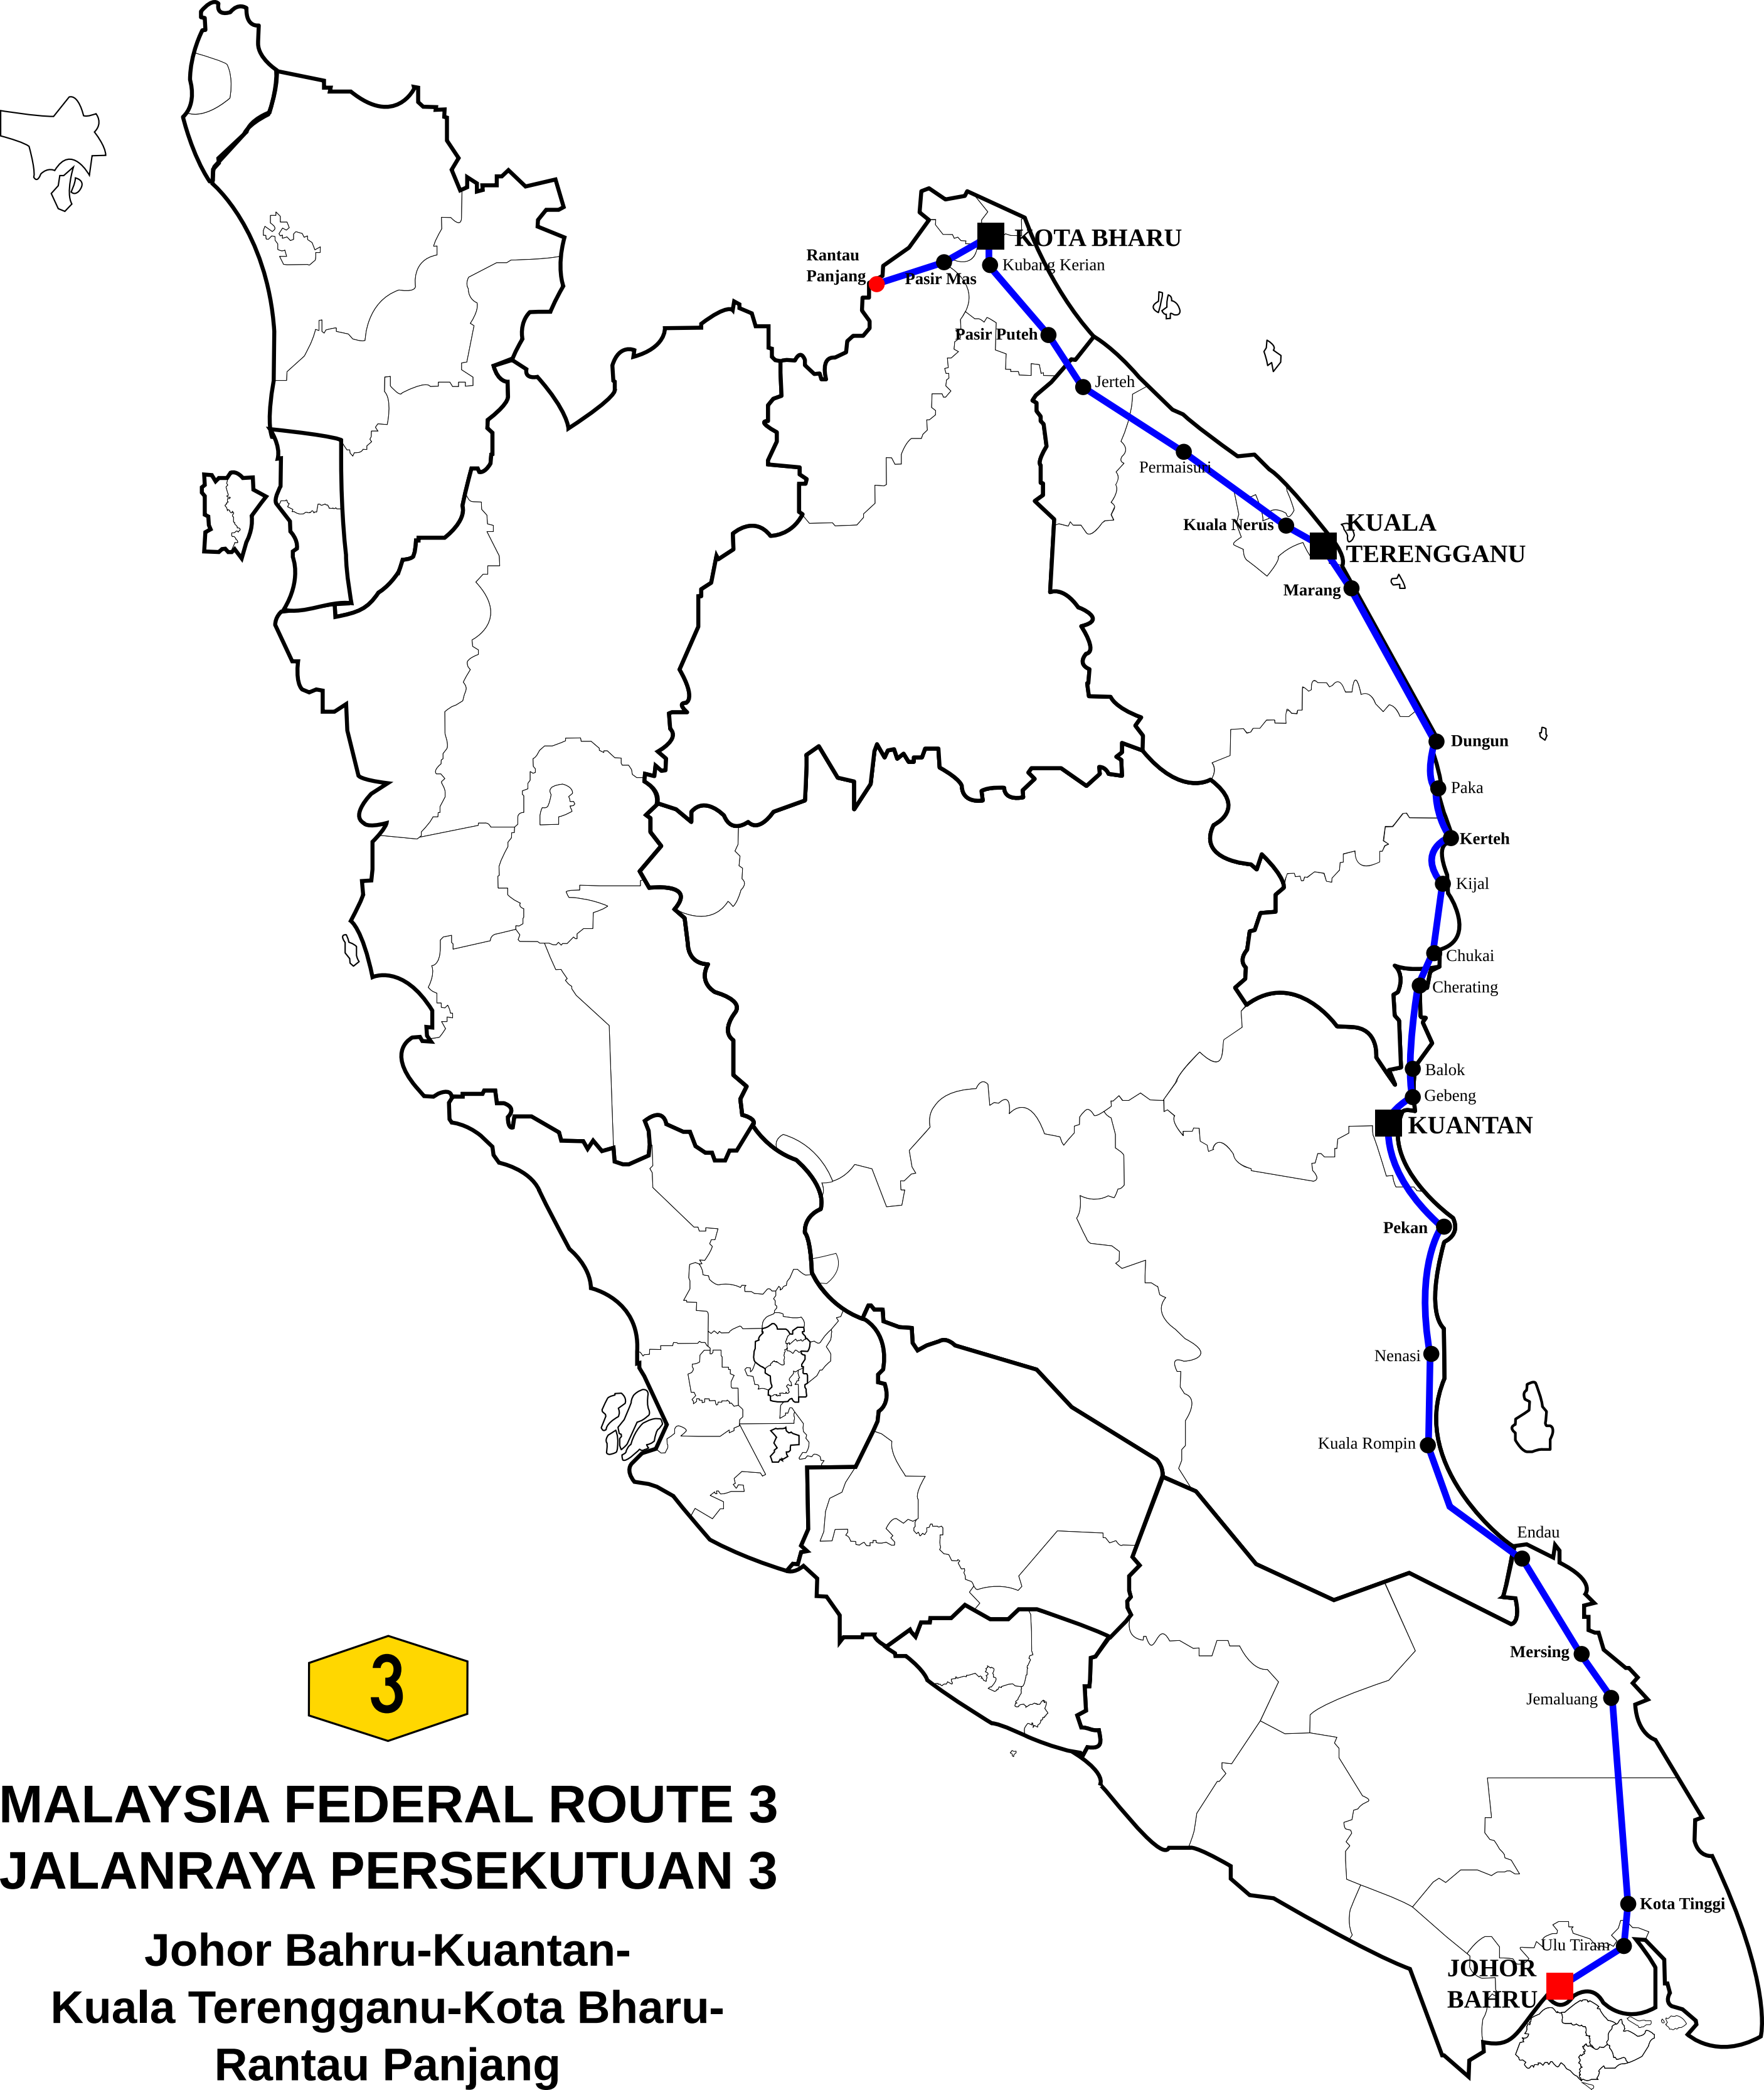 KOTA BHARU
Rantau
Panjang
Kubang Kerian
Pasir Mas
Pasir Puteh
Jerteh
Permaisuri
KUALA
TERENGGANU
Kuala Nerus
Marang
Dungun
Paka
Kerteh
Kijal
Chukai
Cherating
Balok
Gebeng
KUANTAN
Pekan
Nenasi
Kuala Rompin
Endau
Mersing
Jemaluang
Kota Tinggi
Ulu Tiram
JOHOR
BAHRU
3
MALAYSIA FEDERAL ROUTE 3
JALANRAYA PERSEKUTUAN 3
Johor Bahru-Kuantan-
Kuala Terengganu-Kota Bharu-
Rantau Panjang